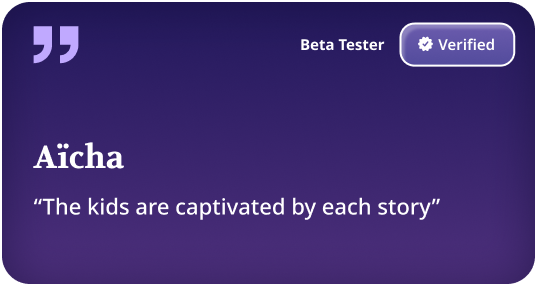 Beta Tester Verified
Aïcha
“The kids are captivated by each story”